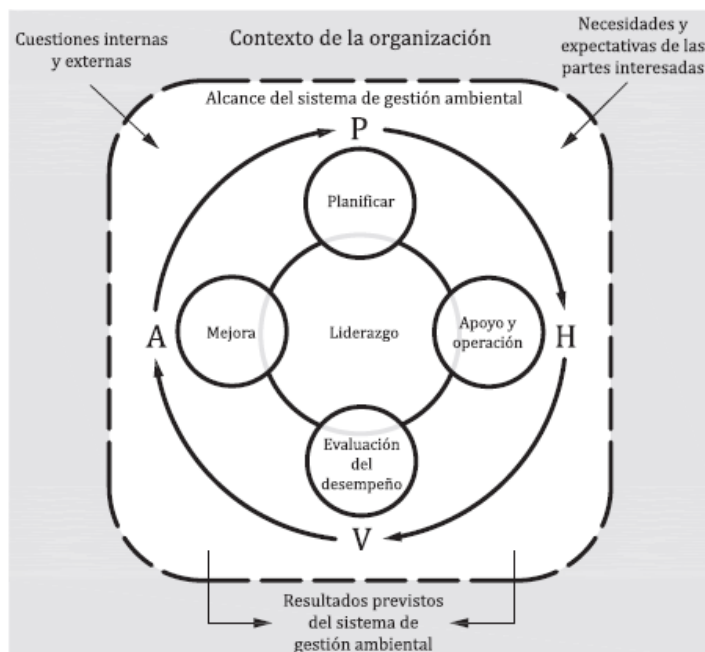 Cuestiones internas
y externas
Contexto de la organización
Necesidades y
expectativas de las
partes interesadas
Alcance del sistema de gestión ambiental
P
Planificar
A
Mejora
Liderazgo
Apoyo y
operación
H
Evaluación
del
desempeño
V
Resultados previstos
del sistema de
gestión ambiental